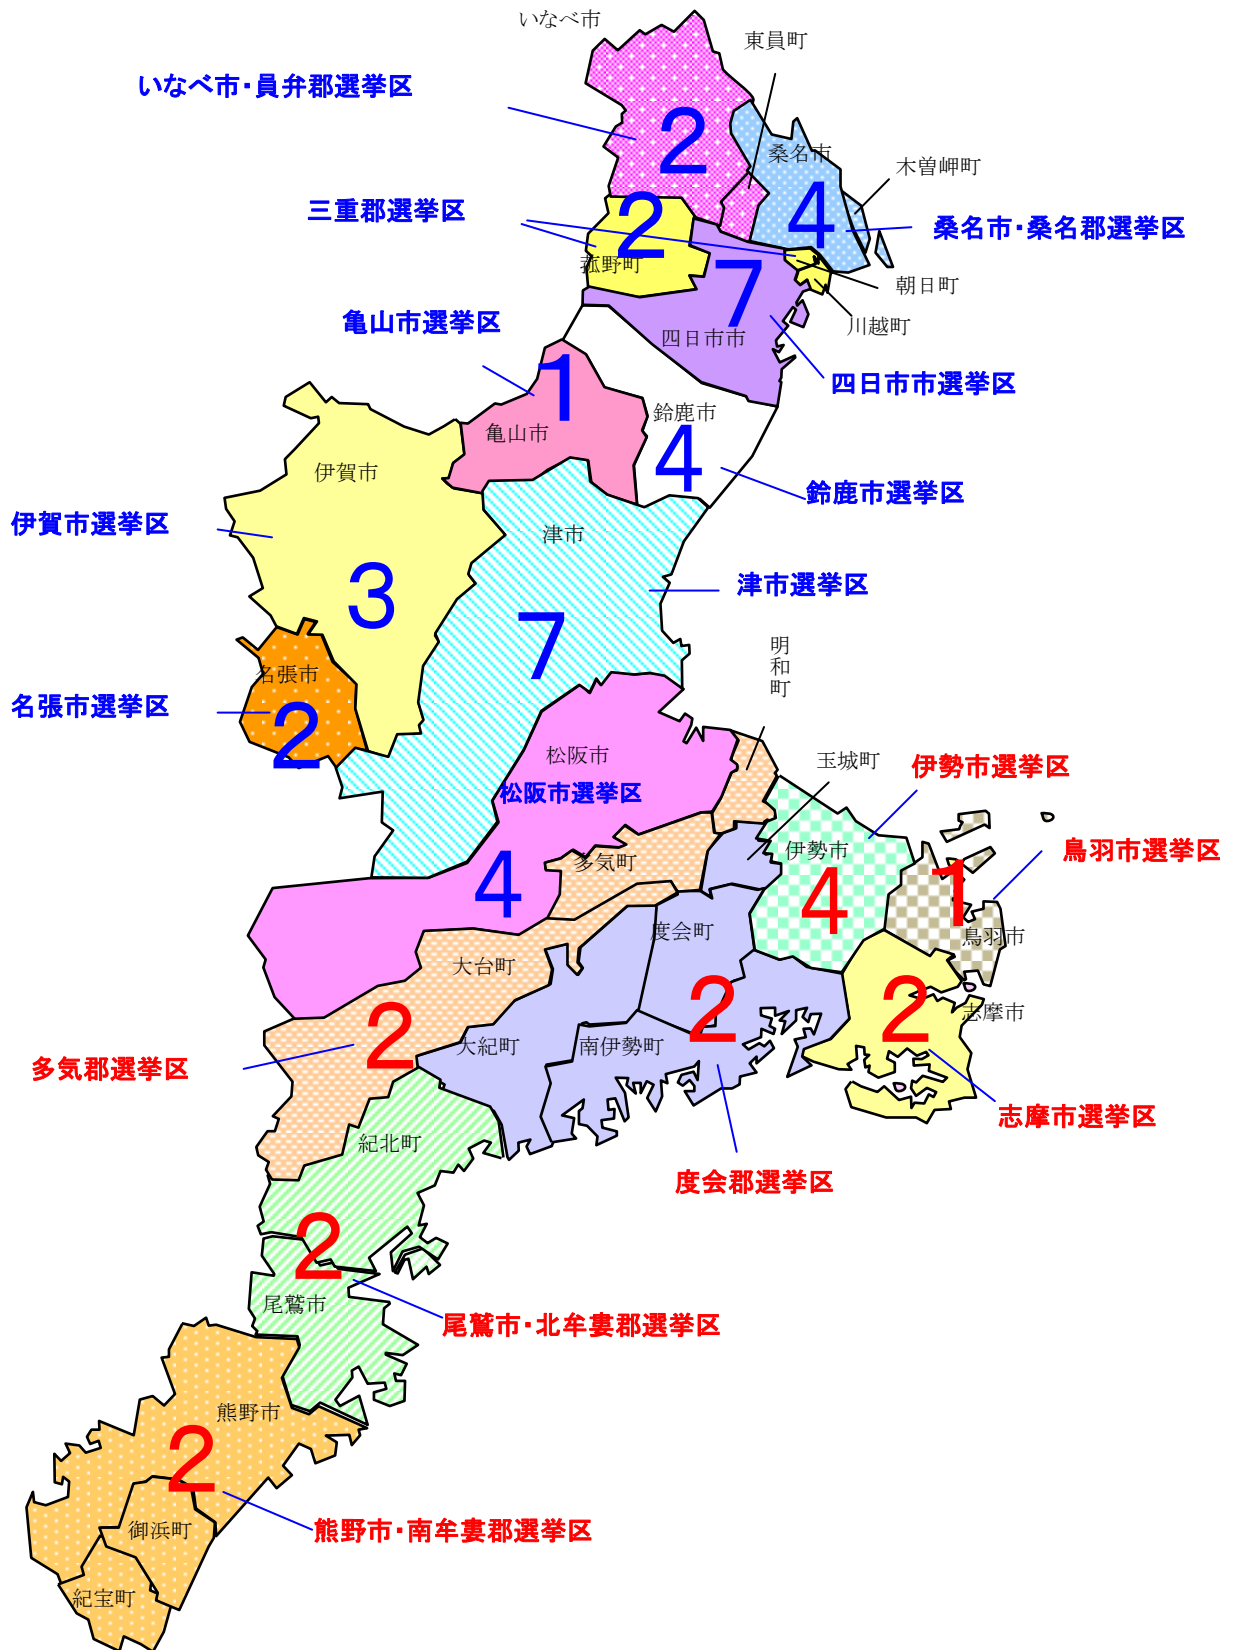 いなべ市
東員町
いなべ市・員弁郡選挙区
2
桑名市
木曽岬町
三重郡選挙区
2
4
桑名市・桑名郡選挙区
菰野町
7
朝日町
川越町
亀山市選挙区
四日市市
四日市市選挙区
1
亀山市
鈴鹿市
4
鈴鹿市選挙区
伊賀市
伊賀市選挙区
津市
3
津市選挙区
7
明和町
名張市
名張市選挙区
2
松阪市
松阪市選挙区
玉城町
伊勢市選挙区
伊勢市
鳥羽市選挙区
多気町
4
4
1
度会町
鳥羽市
大台町
2
2
2
志摩市
多気郡選挙区
大紀町
南伊勢町
志摩市選挙区
紀北町
度会郡選挙区
2
尾鷲市
尾鷲市・北牟婁郡選挙区
熊野市
2
御浜町
熊野市・南牟婁郡選挙区
紀宝町